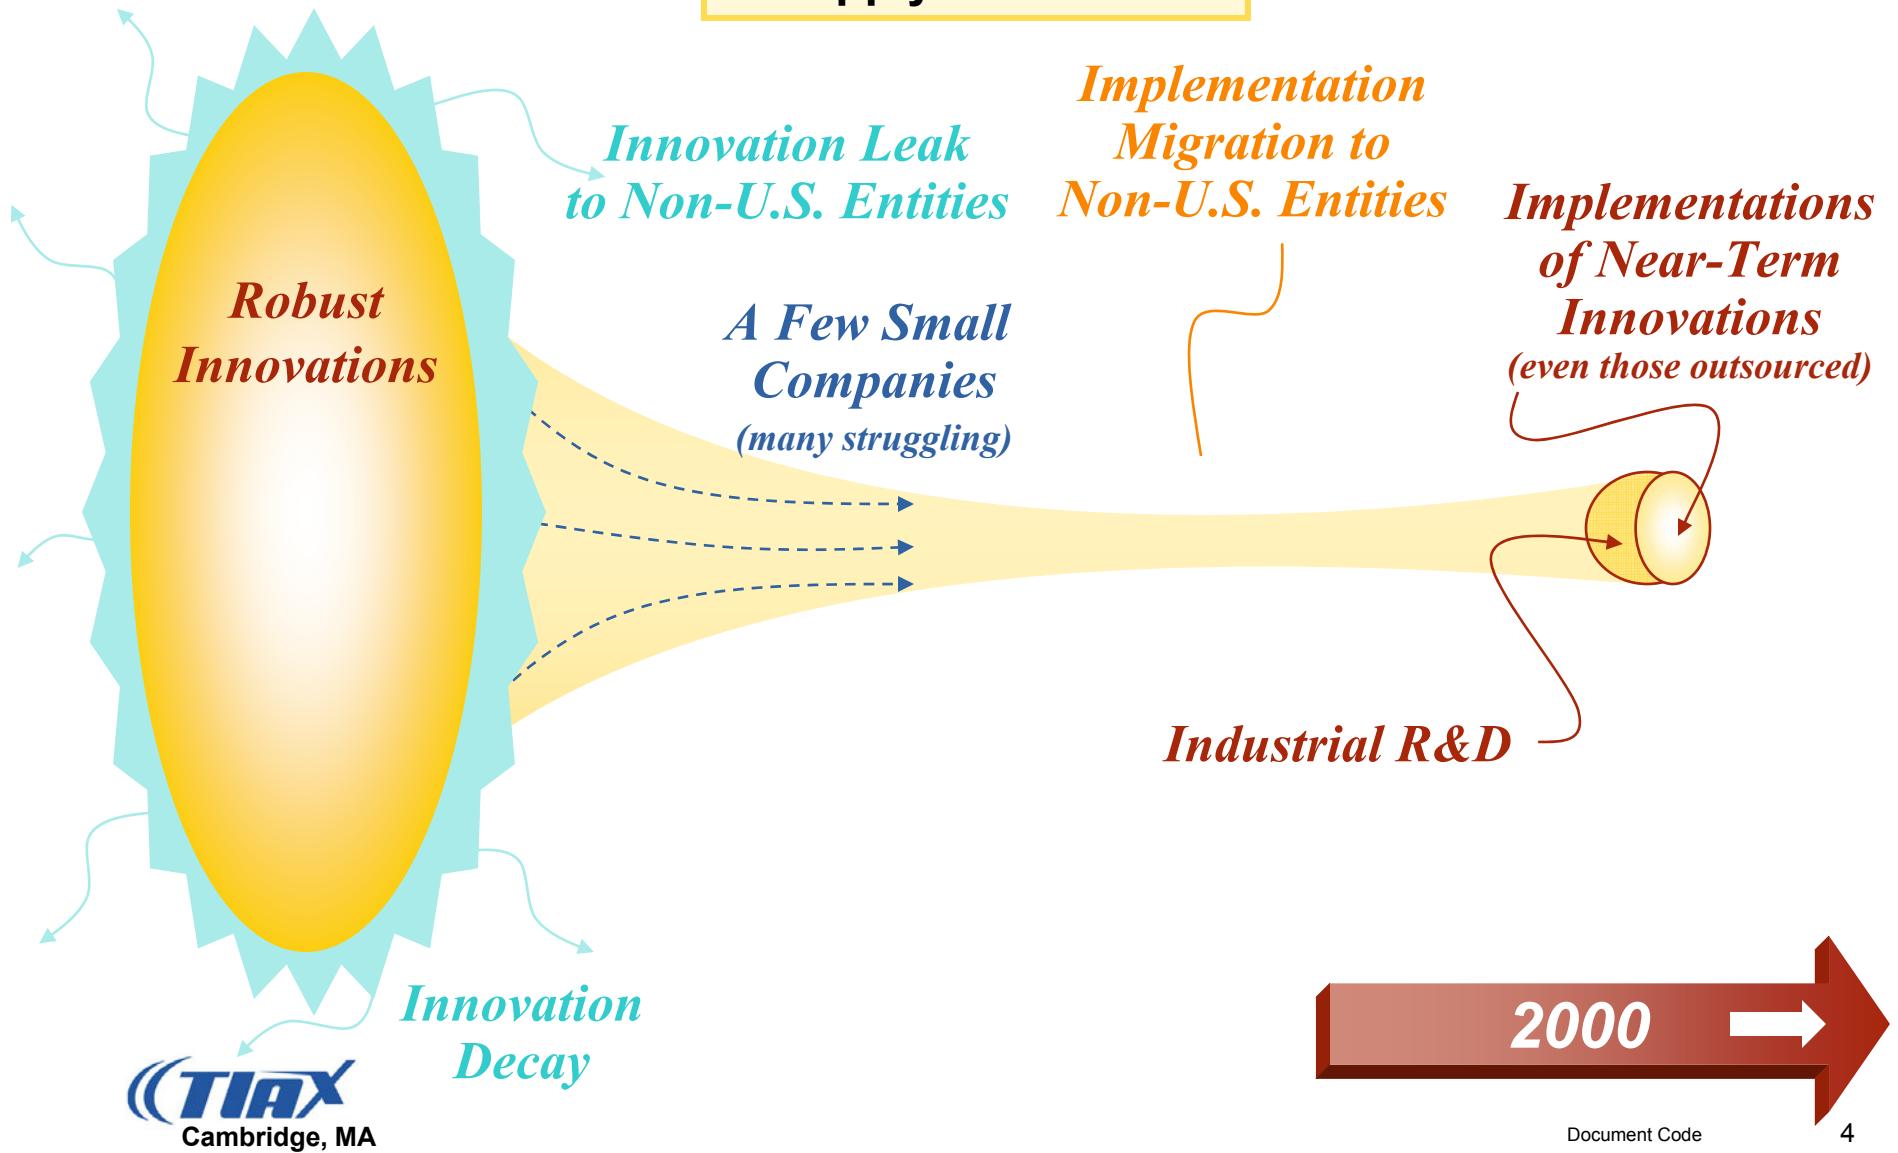 Implementation
Migration to
Non-U.S. Entities
Innovation Leak
to Non-U.S. Entities
Implementations
of Near-Term
Innovations
(even those outsourced)
Robust
Innovations
A Few Small
Companies
(many struggling)
Industrial R&D
Innovation
Decay
2000
TIAX
Cambridge, MA
Document Code
4